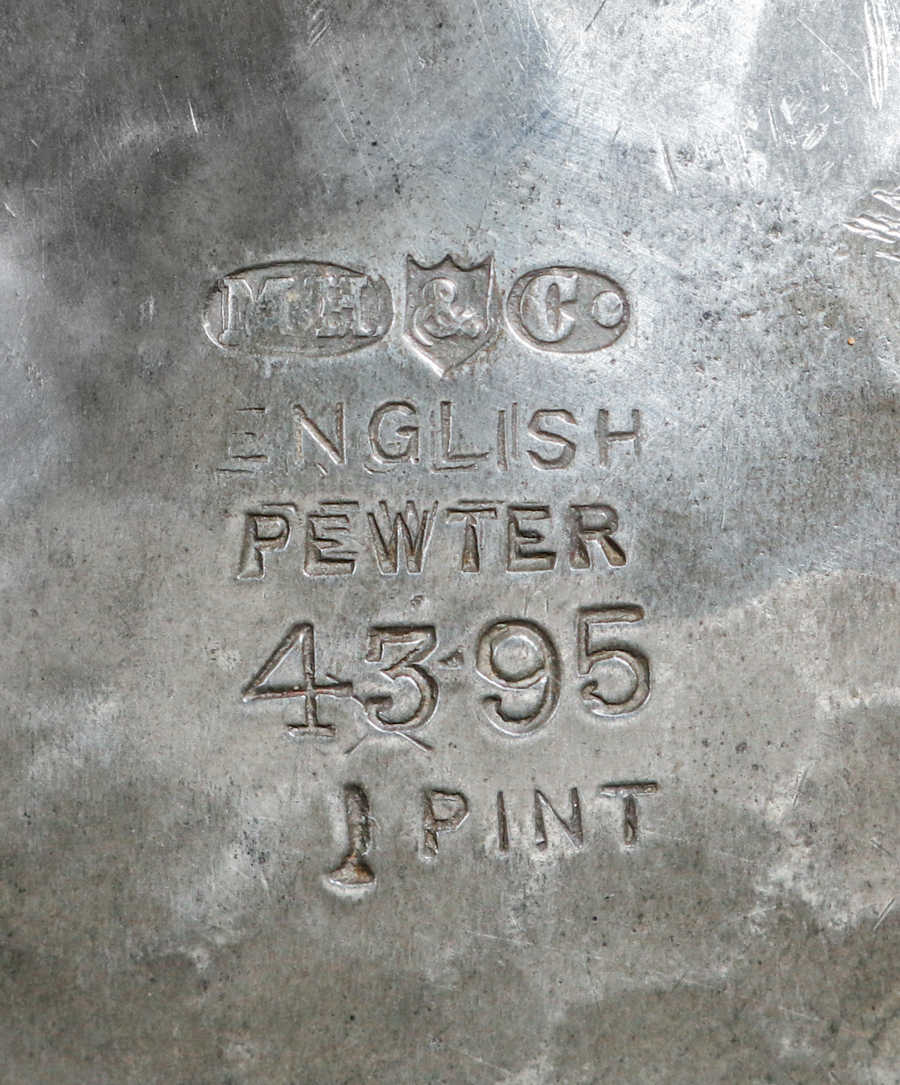 MH & Co
ENGLISH
PEWTER
4395
1 PINT